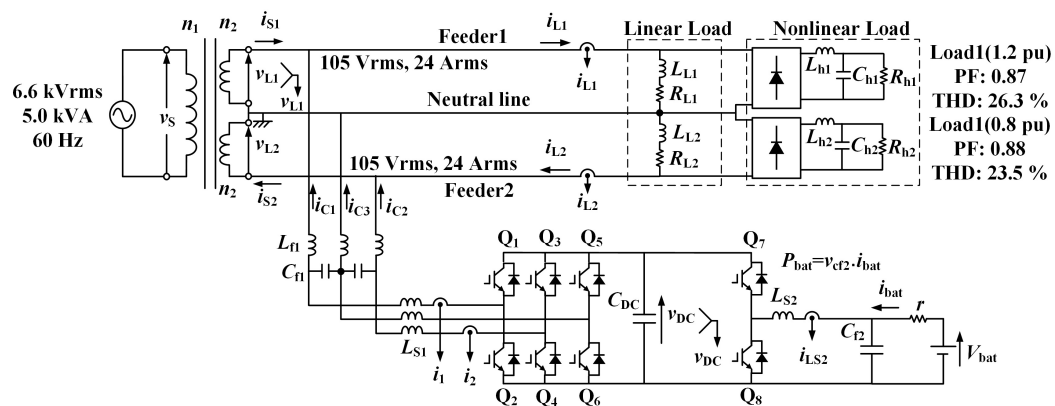 n1
n2
iS1
Feeder1
iL1
Linear Load
Nonlinear Load
105 Vrms, 24 Arms
vL1
vL1
iL1
LL1
RL1
Lh1
Ch1
Rh1
Load1(1.2 pu)
PF: 0.87
THD: 26.3 %
6.6 kVrms
5.0 kVA
60 Hz
vS
Neutral line
vL2
LL2
RL2
Lh2
Ch2
Rh2
Load1(0.8 pu)
PF: 0.88
THD: 23.5 %
105 Vrms, 24 Arms
iL2
n2
iS2
Feeder2
iL2
iC1
iC3
iC2
Lf1
Cf1
Q1
Q3
Q5
Q7
Pbat=vcf2.ibat
CDC
vDC
vDC
LS2
ibat
r
LS1
iLS2
Cf2
Vbat
i1
i2
Q2
Q4
Q6
Q8